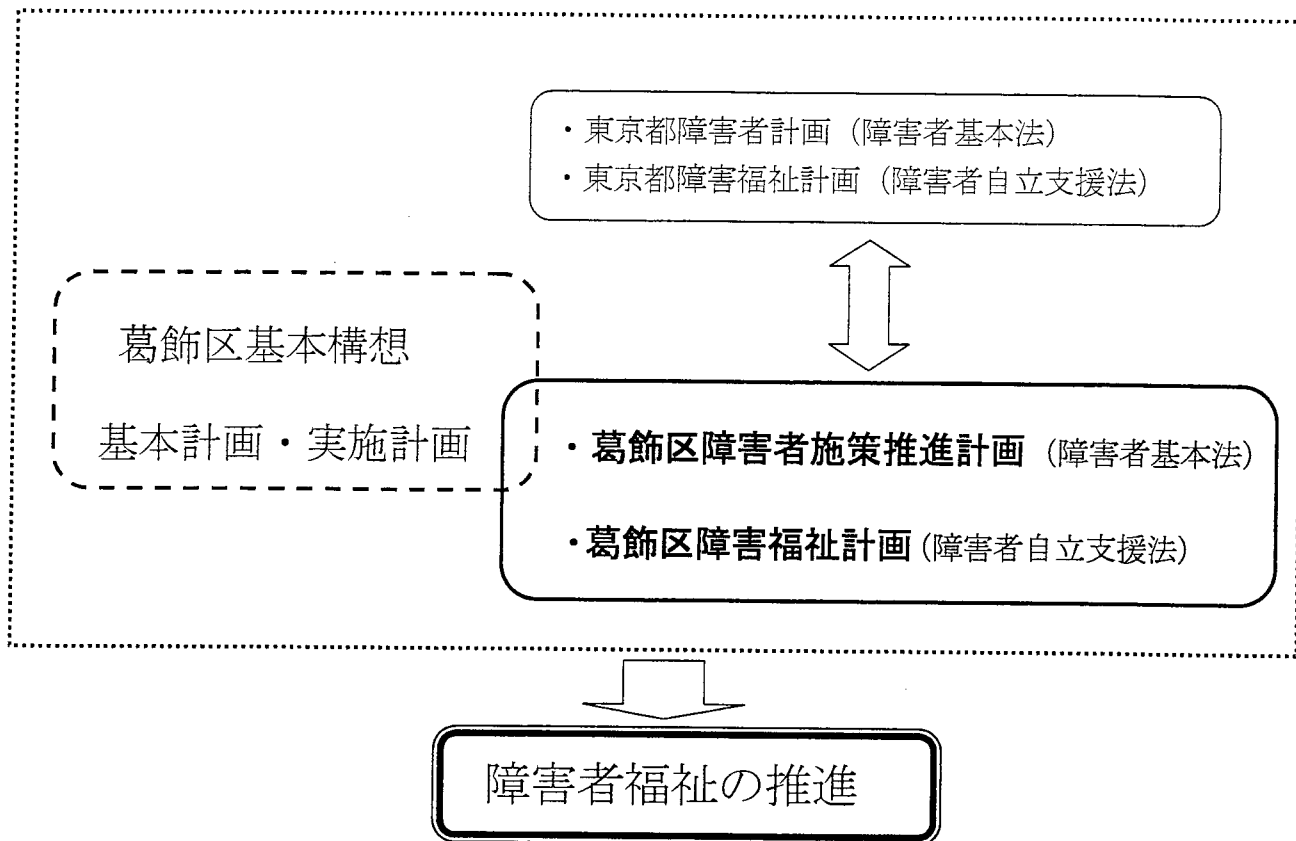 ・東京都障害者計画（障害者基本法）
・東京都障害福祉計画（障害者自立支援法）
葛飾区基本構想
基本計画・実施計画
・葛飾区障害者施策推進計画（障害者基本法）
・葛飾区障害福祉計画（障害者自立支援法）
障害者福祉の推進